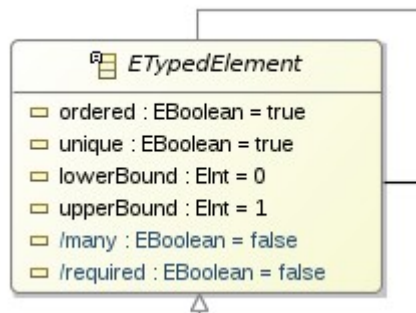 ETypedElement
ordered : EBoolean = true
unique : EBoolean = true
lowerBound : EInt = 0
upperBound : EInt = 1
/many : EBoolean = false
/required : EBoolean = false